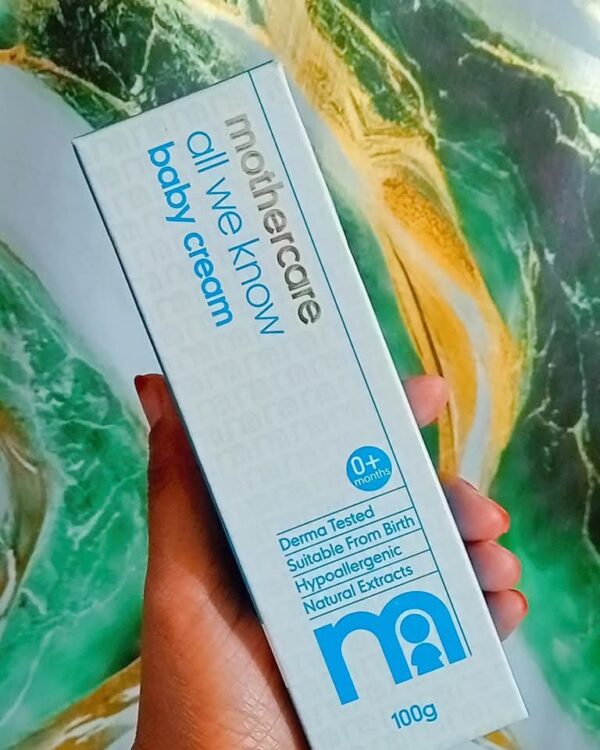 mothercare
all we know
baby cream
0+
months
Derma Tested
Suitable From Birth
Hypoallergenic
Natural Extracts
m
100g